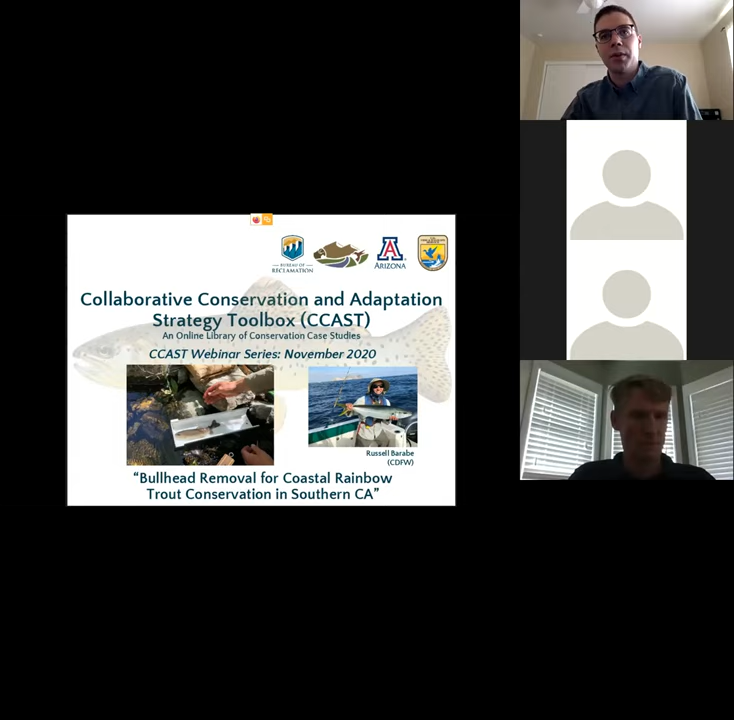 BUREAU OF
RECLAMATION
ARIZONA
Collaborative Conservation and Adaptation
Strategy Toolbox (CCAST)
An Online Library of Conservation Case Studies
CCAST Webinar Series: November 2020
Russell Barabe
(CDFW)
“Bullhead Removal for Coastal Rainbow
Trout Conservation in Southern CA”